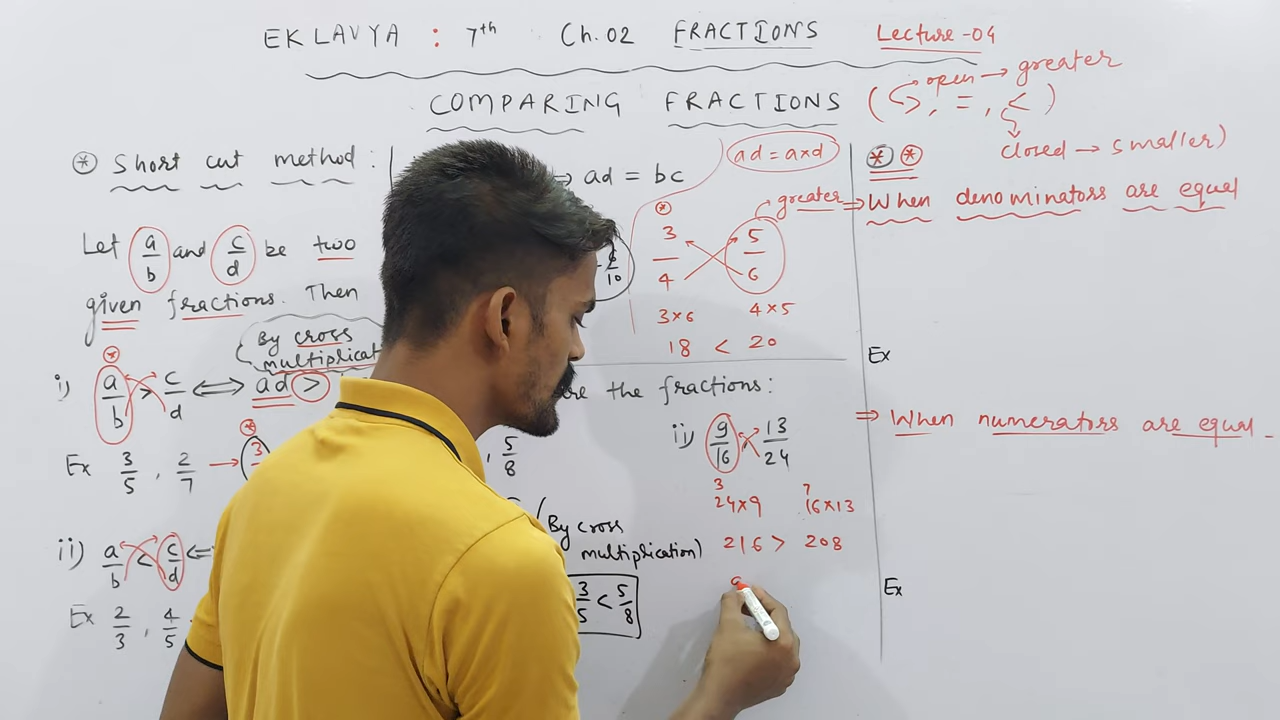 EKLAVYA : 7th Ch. 02 FRACTIONS Lecture-04
COMPARING FRACTIONS ( >, =, < )
open → greater
closed → smaller)
⊛ Short cut method :
Let a/b and c/d be two
given fractions. Then
By cross
i) a/b > c/d ⟺ ad >
Ex 3/5 , 2/7 → 3
ii) a/b < c/d ⟺
Ex 2/3 , 4/5
⇒ ad = bc
ad = a×d
10
* greater
3/4 5/6
3×6 4×5
18 < 20
the fractions:
, 5/8
(By cross
multiplication)
3/5 < 5/8
ii) 9/16 13/24
24×9 16×13
216 > 208
9
⊛ ⊛
⇒ When denominators are equal
Ex
⇒ When numerators are equal
Ex